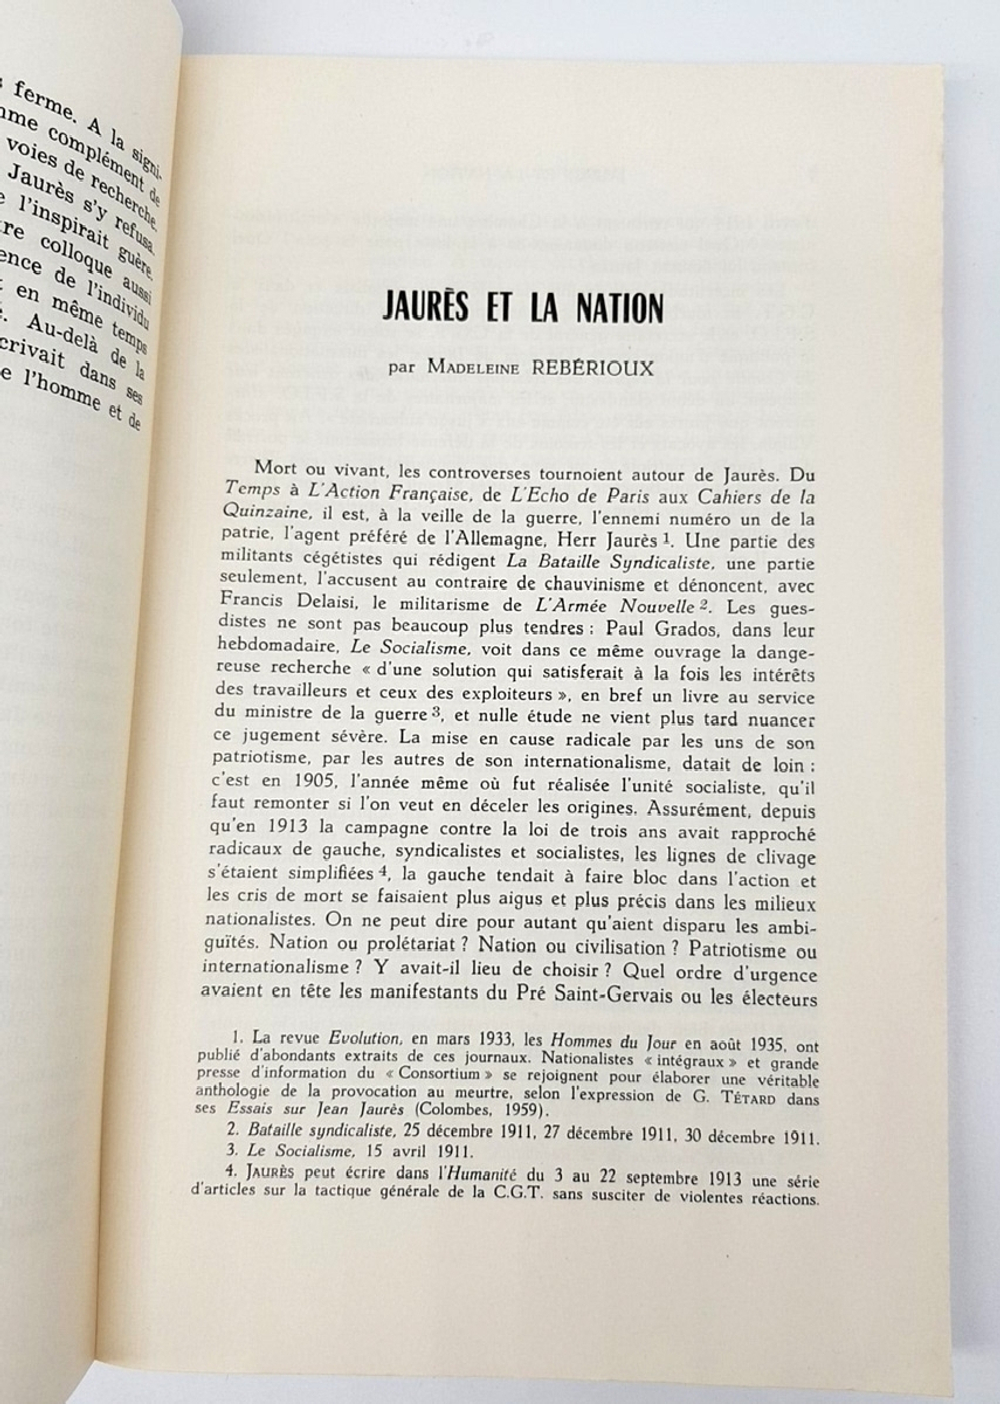 ferme. A la signi-
complément de
voies de recherche.
Jaurès s'y refusa.
l'inspirait guère.
colloque aussi
de l'individu
en même temps
Au-delà de la
crivait dans ses
l'homme et de
JAURÈS ET LA NATION
par MADELEINE REBÉRIOUX
Mort ou vivant, les controverses tournoient autour de Jaurès. Du
Temps à L'Action Française, de L'Echo de Paris aux Cahiers de la
Quinzaine, il est, à la veille de la guerre, l'ennemi numéro un de la
patrie, l'agent préféré de l'Allemagne, Herr Jaurès 1. Une partie des
militants cégétistes qui rédigent La Bataille Syndicaliste, une partie
seulement, l'accusent au contraire de chauvinisme et dénoncent, avec
Francis Delaisi, le militarisme de L'Armée Nouvelle 2. Les gues-
distes ne sont pas beaucoup plus tendres : Paul Grados, dans leur
hebdomadaire, Le Socialisme, voit dans ce même ouvrage la dange-
reuse recherche « d'une solution qui satisferait à la fois les intérêts
des travailleurs et ceux des exploiteurs », en bref un livre au service
du ministre de la guerre 3, et nulle étude ne vient plus tard nuancer
ce jugement sévère. La mise en cause radicale par les uns de son
patriotisme, par les autres de son internationalisme, datait de loin :
c'est en 1905, l'année même où fut réalisée l'unité socialiste, qu'il
faut remonter si l'on veut en déceler les origines. Assurément, depuis
qu'en 1913 la campagne contre la loi de trois ans avait rapproché
radicaux de gauche, syndicalistes et socialistes, les lignes de clivage
s'étaient simplifiées 4, la gauche tendait à faire bloc dans l'action et
les cris de mort se faisaient plus aigus et plus précis dans les milieux
nationalistes. On ne peut dire pour autant qu'aient disparu les ambi-
guïtés. Nation ou prolétariat ? Nation ou civilisation ? Patriotisme ou
internationalisme ? Y avait-il lieu de choisir ? Quel ordre d'urgence
avaient en tête les manifestants du Pré Saint-Gervais ou les électeurs
1. La revue Evolution, en mars 1933, les Hommes du Jour en août 1935, ont
publié d'abondants extraits de ces journaux. Nationalistes « intégraux » et grande
presse d'information du « Consortium » se rejoignent pour élaborer une véritable
anthologie de la provocation au meurtre, selon l'expression de G. TÉTARD dans
ses Essais sur Jean Jaurès (Colombes, 1959).
2. Bataille syndicaliste, 25 décembre 1911, 27 décembre 1911, 30 décembre 1911.
3. Le Socialisme, 15 avril 1911.
4. JAURÈS peut écrire dans l'Humanité du 3 au 22 septembre 1913 une série
d'articles sur la tactique générale de la C.G.T. sans susciter de violentes réactions.